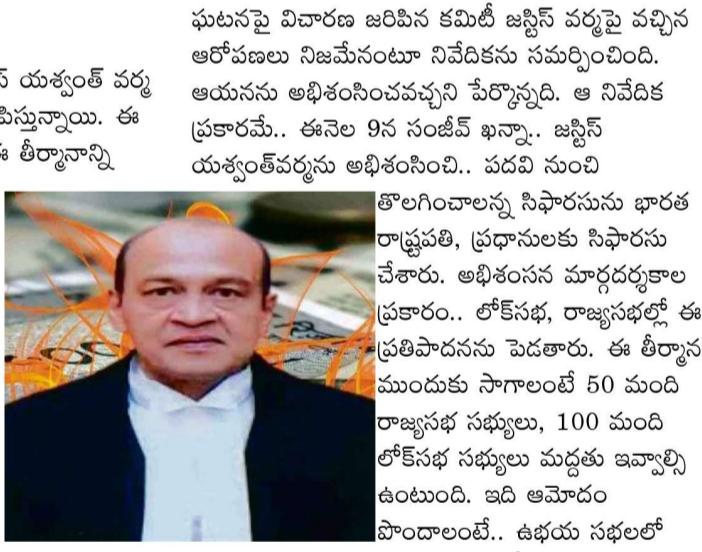 స్ యశ్వంత్ వర్మ
పిస్తున్నాయి. ఈ
ఈ తీర్మానాన్ని
ఘటనపై విచారణ జరిపిన కమిటీ జస్టిస్ వర్మపై వచ్చిన
ఆరోపణలు నిజమేనంటూ నివేదికను సమర్పించింది.
ఆయనను అభిశంసించవచ్చని పేర్కొన్నది. ఆ నివేదిక
ప్రకారమే.. ఈనెల 9న సంజీవ్ ఖన్నా.. జస్టిస్
యశ్వంత్‌వర్మను అభిశంసించి.. పదవి నుంచి
తొలగించాలన్న సిఫారసును భారత
రాష్ట్రపతి, ప్రధానులకు సిఫారసు
చేశారు. అభిశంసన మార్గదర్శకాల
ప్రకారం.. లోక్‌సభ, రాజ్యసభల్లో ఈ
ప్రతిపాదనను పెడతారు. ఈ తీర్మాన
ముందుకు సాగాలంటే 50 మంది
రాజ్యసభ సభ్యులు, 100 మంది
లోక్‌సభ సభ్యులు మద్దతు ఇవ్వాల్సి
ఉంటుంది. ఇది ఆమోదం
పొందాలంటే.. ఉభయ సభలలో